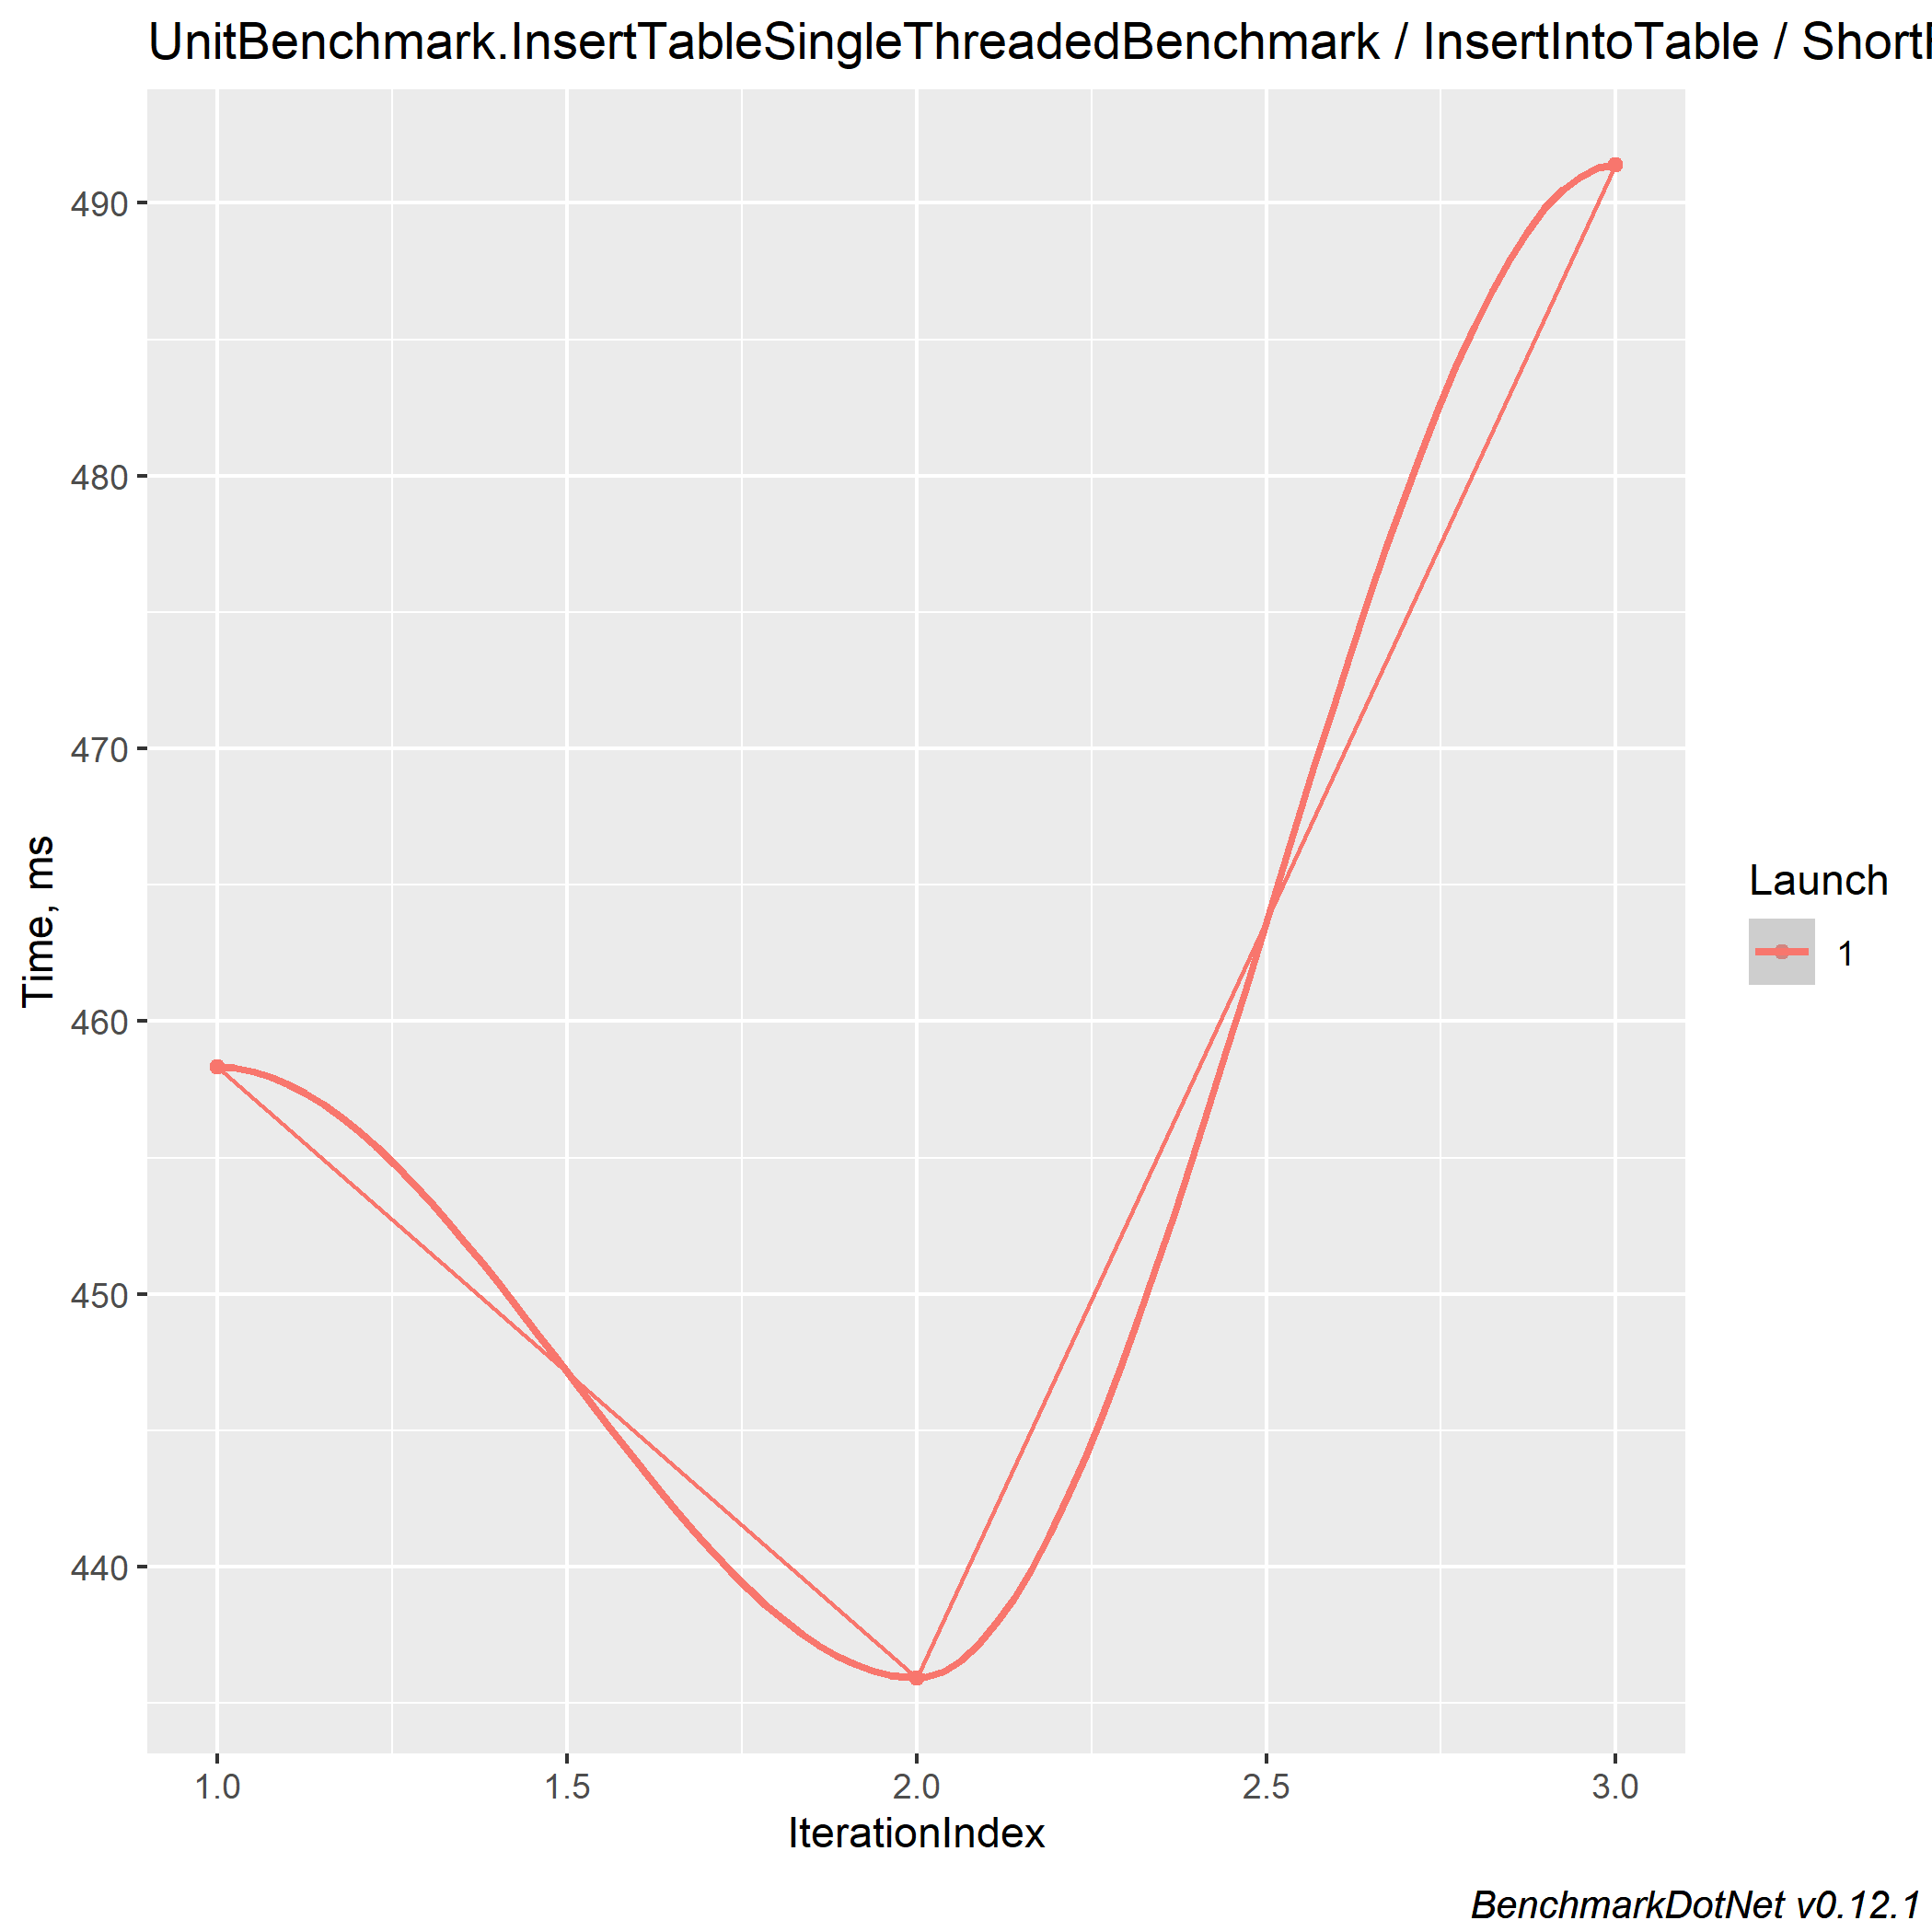 UnitBenchmark.InsertTableSingleThreadedBenchmark / InsertIntoTable / Short
490
480
470
460
450
440
Time, ms
1.0 1.5 2.0 2.5 3.0
IterationIndex
Launch
1
BenchmarkDotNet v0.12.1